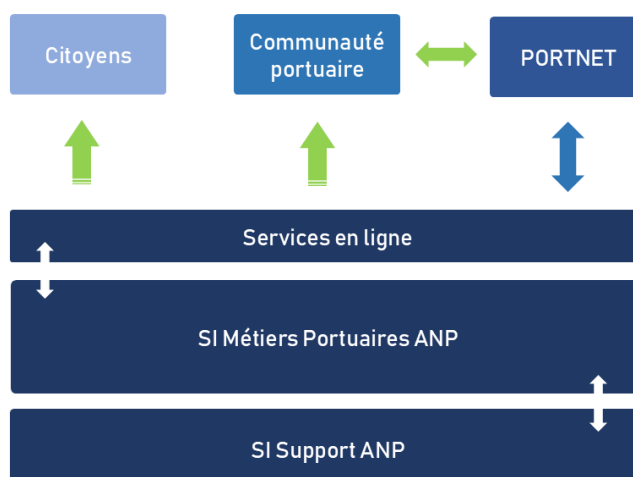 Citoyens
Communauté
portuaire
PORTNET
Services en ligne
SI Métiers Portuaires ANP
SI Support ANP